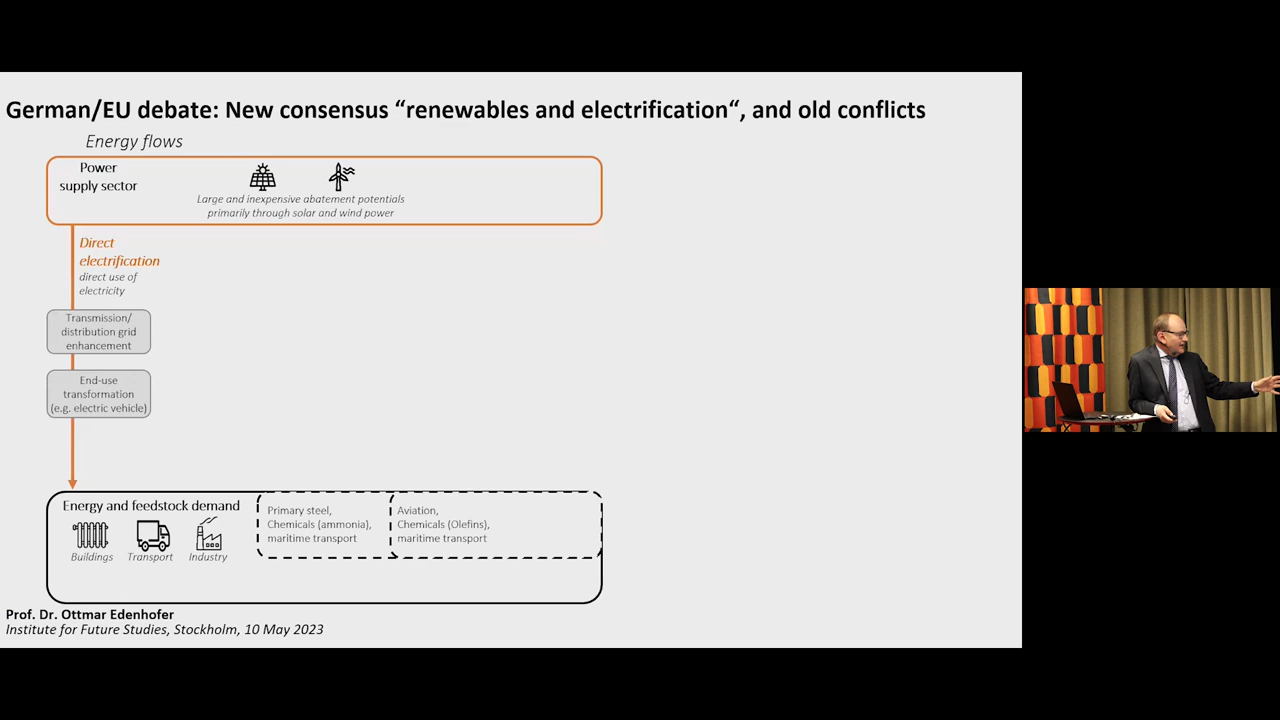 German/EU debate: New consensus “renewables and electrification“, and old conflicts
Energy flows
Power
supply sector
Large and inexpensive abatement potentials
primarily through solar and wind power
Direct
electrification
direct use of
electricity
Transmission/
distribution grid
enhancement
End-use
transformation
(e.g. electric vehicle)
Energy and feedstock demand
Buildings
Transport
Industry
Primary steel,
Chemicals (ammonia),
maritime transport
Aviation,
Chemicals (Olefins),
maritime transport
Prof. Dr. Ottmar Edenhofer
Institute for Future Studies, Stockholm, 10 May 2023